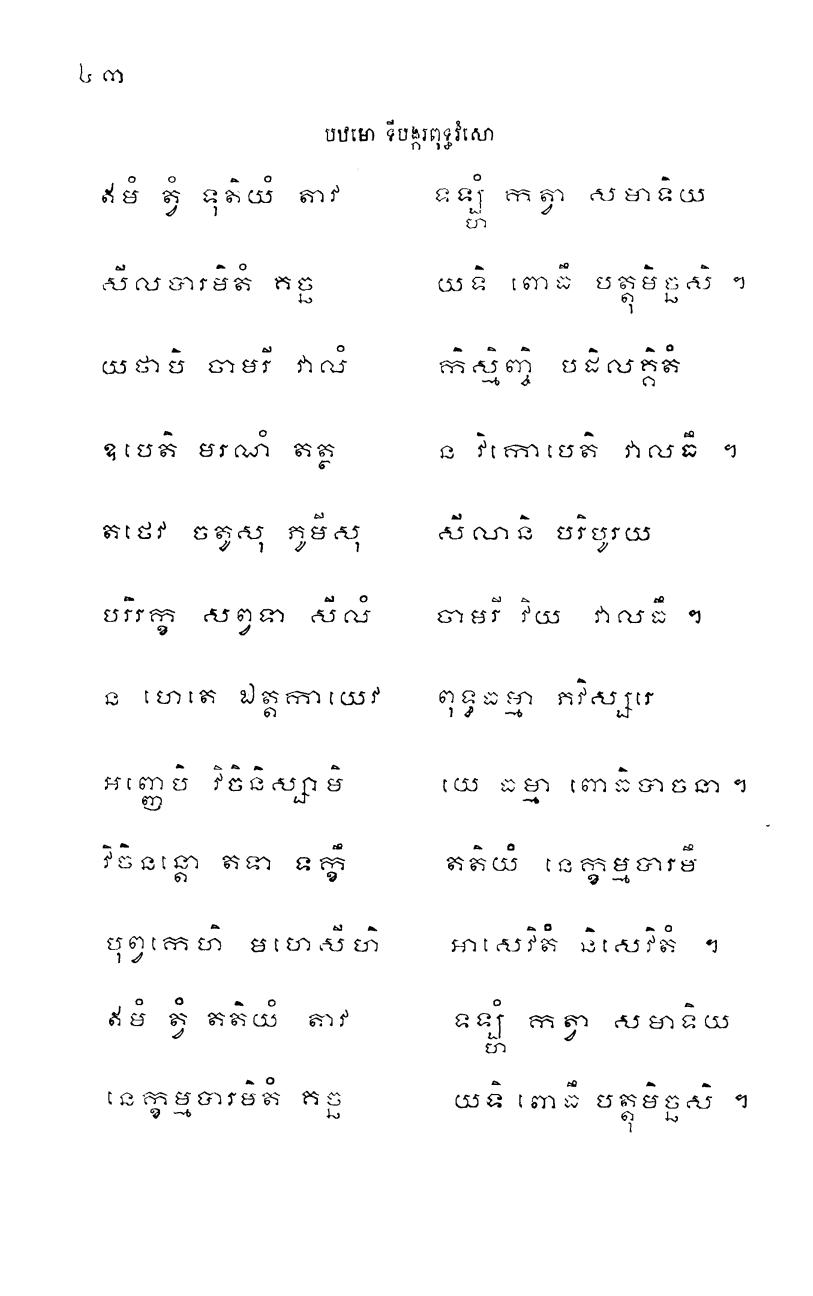 ៤ ៣
បឋមោ ទីបង្ករពុទ្ធវំសោ
ឥមំ ត្វំ ទុតិយំ តាវ ទឡ្ហំ កត្វា សមាទិយ
សីលបារមិតំ គច្ឆ យទិ ពោធឹ បត្តុមិច្ឆសិ ។
យថាបិ ចាមរី វាលំ កិស្មិញ្ចិ បដិលគ្គិតំ
ឧបេតិ មរណំ តត្ថ ន វិកោបេតិ វាលធឹ ។
តថេវ ចតូសុ ភូមីសុ សីលានិ បរិបូរយ
បរិរក្ខ សព្វទា សីលំ ចាមរី វិយ វាលធឹ ។
ន ហេតេ ឯត្តកាយេវ ពុទ្ធធម្មា ភវិស្សរេ
អញ្ញេបិ វិចិនិស្សាមិ យេ ធម្មា ពោធិបាចនា ។
វិចិនន្តោ តទា ទក្ខឹ តតិយំ នេក្ខម្មបារមឹ
បុព្វកេហិ មហេសីហិ អាសេវិតំ និសេវិតំ ។
ឥមំ ត្វំ តតិយំ តាវ ទឡ្ហំ កត្វា សមាទិយ
នេក្ខម្មបារមិតំ គច្ឆ យទិ ពោធឹ បត្តុមិច្ឆសិ ។